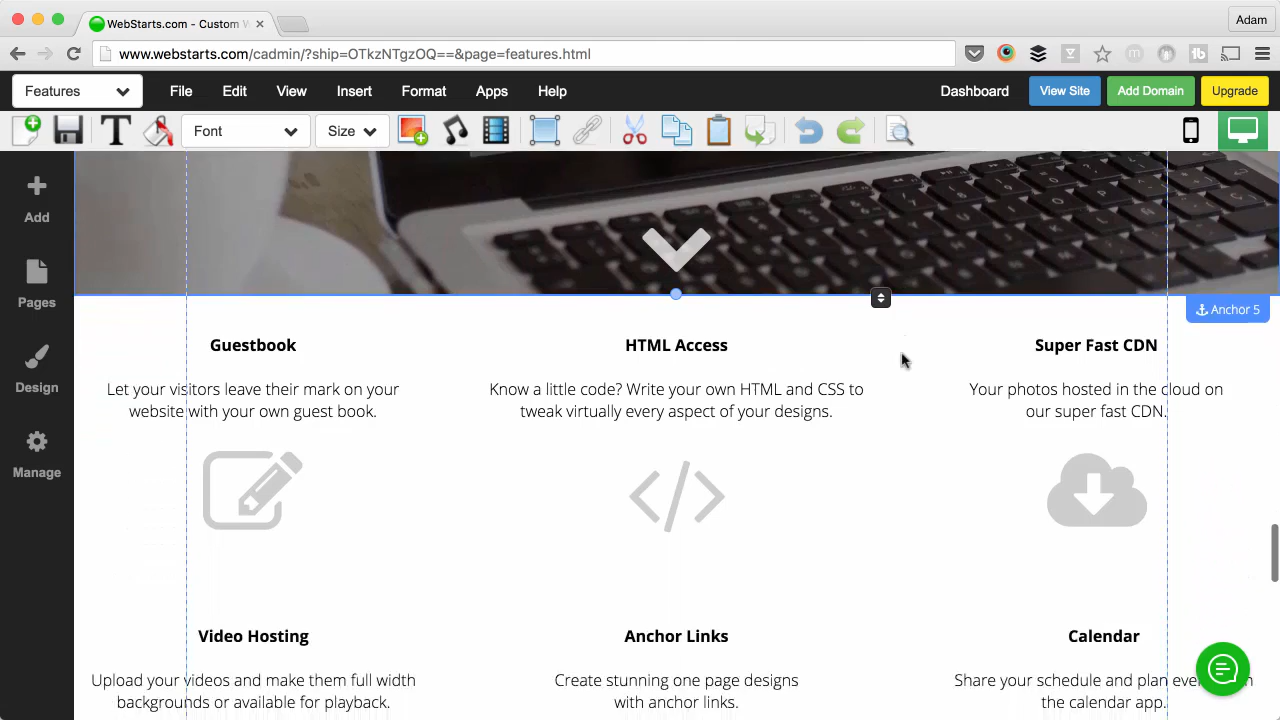 WebStarts.com - Custom W
Adam
www.webstarts.com/cadmin/?ship=OTkzNTgzOQ==&page=features.html
Features
File
Edit
View
Insert
Format
Apps
Help
Dashboard
View Site
Add Domain
Upgrade
Font
Size
Add
Pages
Design
Manage
Anchor 5
Guestbook
Let your visitors leave their mark on your
website with your own guest book.
HTML Access
Know a little code? Write your own HTML and CSS to
tweak virtually every aspect of your designs.
Super Fast CDN
Your photos hosted in the cloud on
our super fast CDN.
Video Hosting
Upload your videos and make them full width
backgrounds or available for playback.
Anchor Links
Create stunning one page designs
with anchor links.
Calendar
Share your schedule and plan
the calendar app.